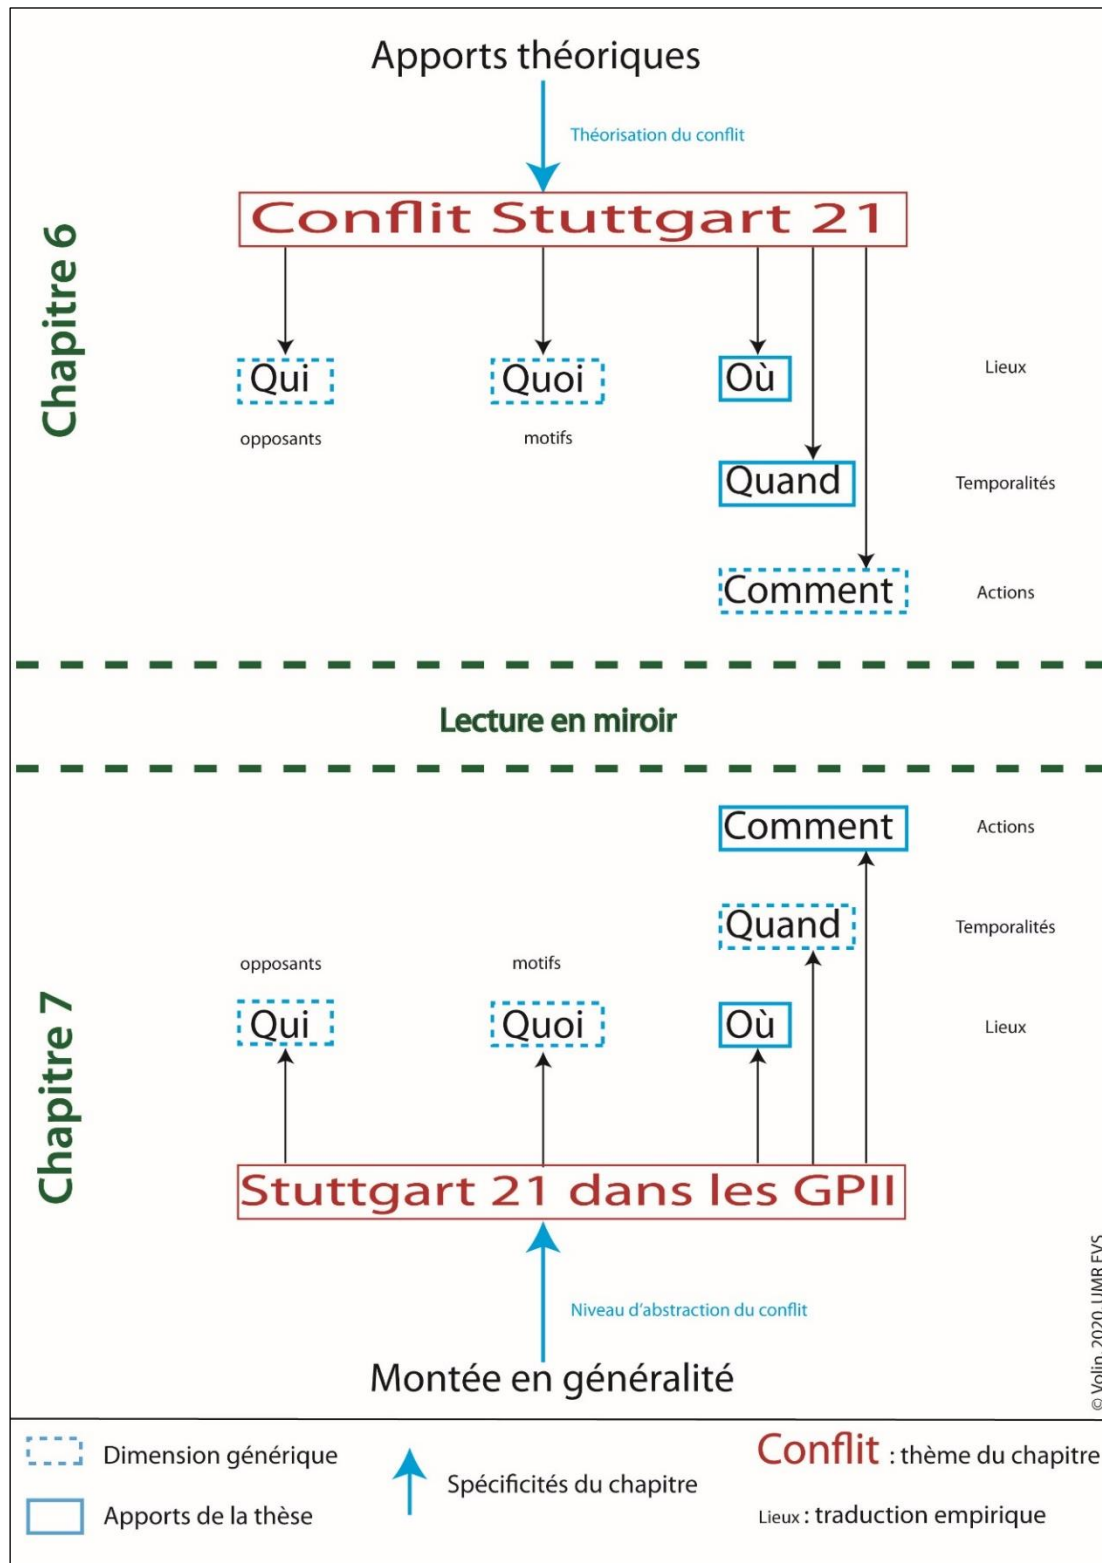 Apports théoriques
Théorisation du conflit
Conflit Stuttgart 21
Chapitre 6
Qui
Quoi
Où
Lieux
opposants
motifs
Quand
Temporalités
Comment
Actions
Lecture en miroir
Comment
Actions
Quand
Temporalités
opposants
motifs
Qui
Quoi
Où
Lieux
Chapitre 7
Stuttgart 21 dans les GPII
Niveau d'abstraction du conflit
Montée en généralité
© Volin, 2020, UMR EVS
Dimension générique
Spécificités du chapitre
Conflit : thème du chapitre
Apports de la thèse
Lieux : traduction empirique